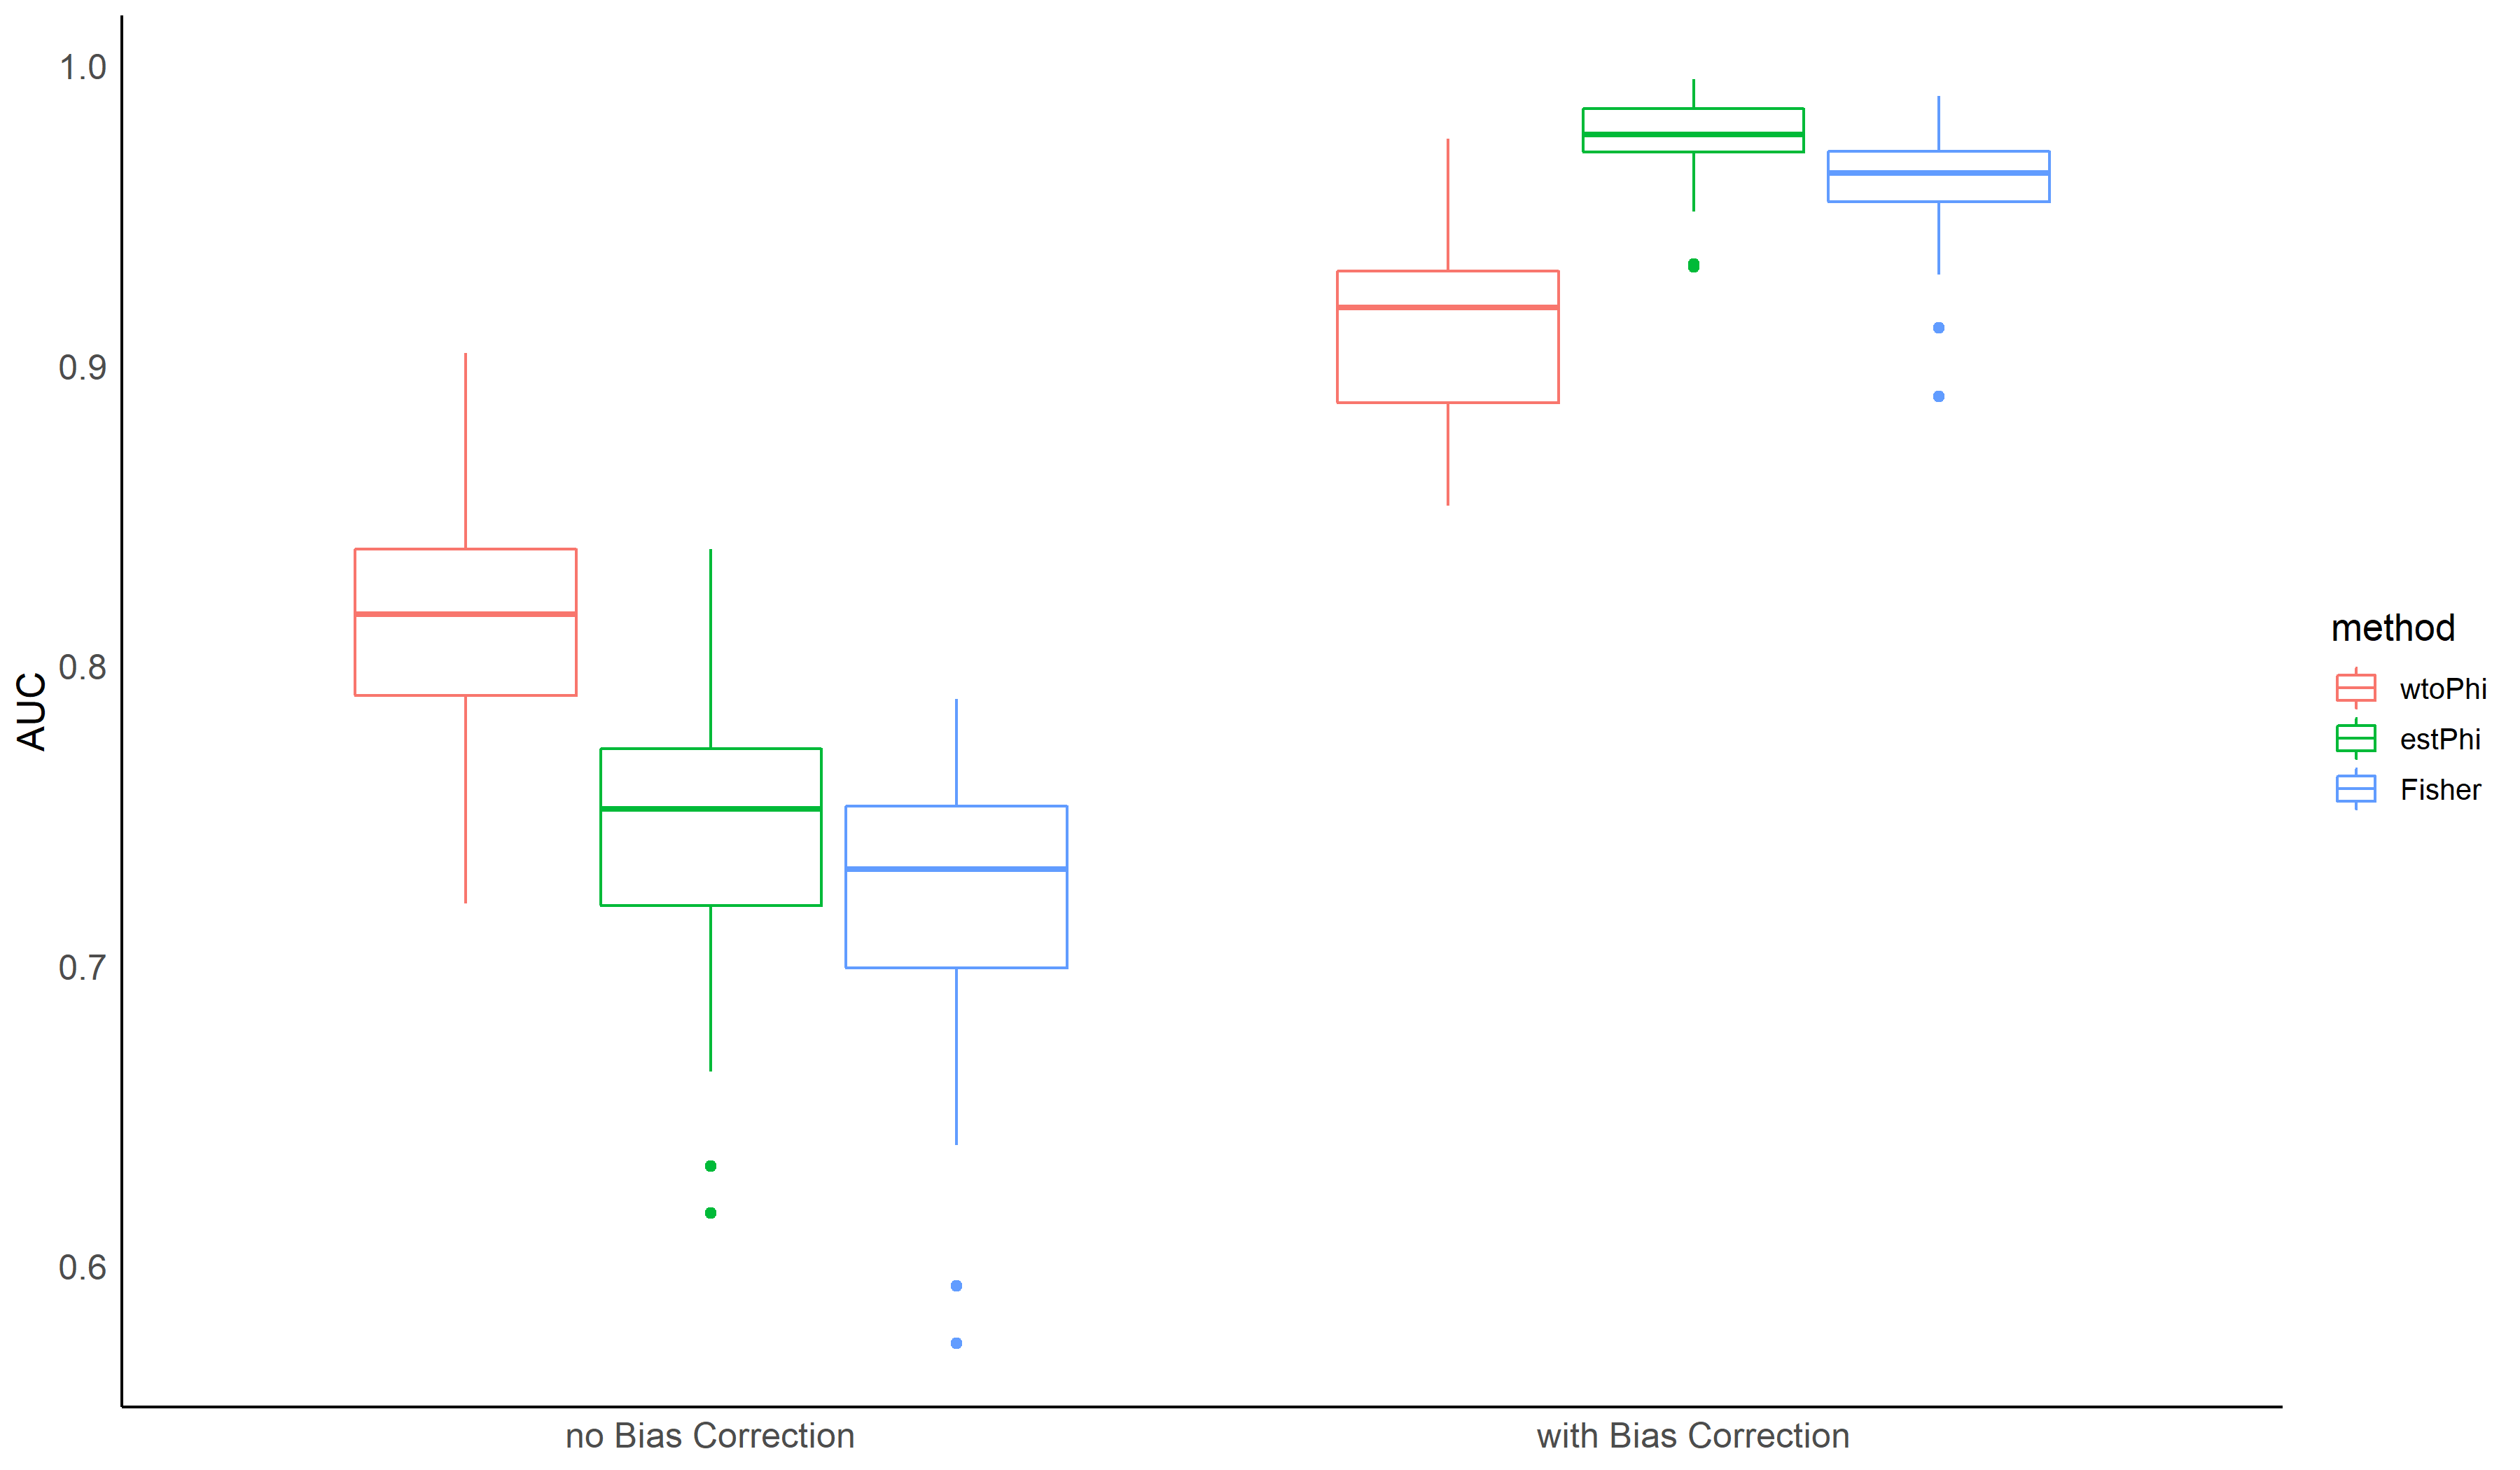 AUC
1.0
0.9
0.8
0.7
0.6
no Bias Correction
with Bias Correction
method
wtoPhi
estPhi
Fisher